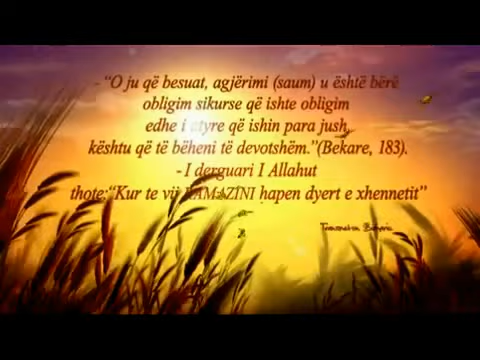 - “O ju që besuat, agjërimi (saum) u është bërë
obligim sikurse që ishte obligim
edhe i atyre që ishin para jush,
kështu që të bëheni të devotshëm.”(Bekare, 183).
- I derguari I Allahut
thote:“Kur te vij RAMAZINI hapen dyert e xhennetit”